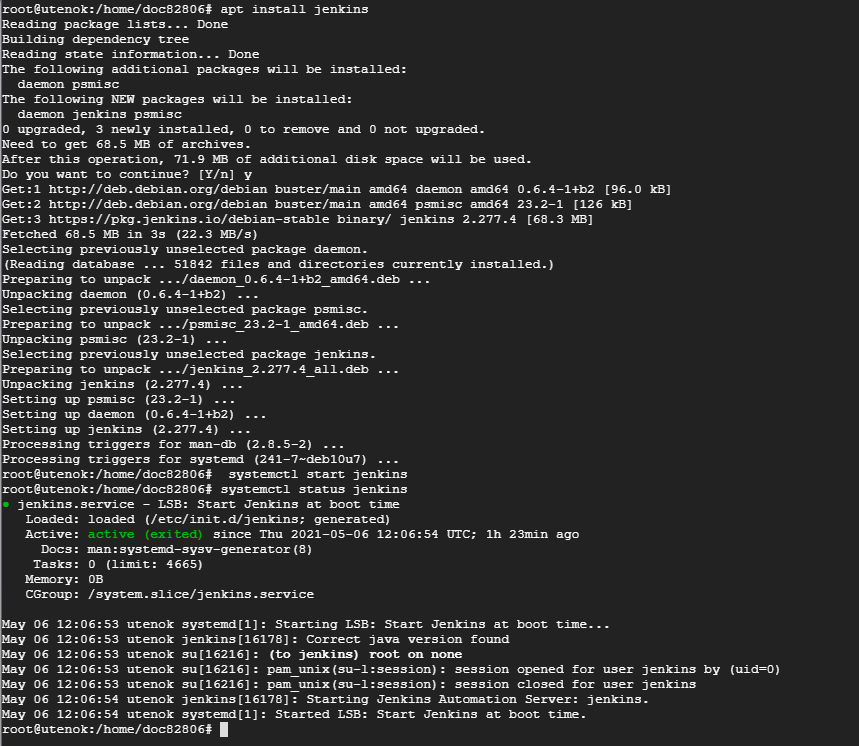 root@utenok:/home/doc82806# apt install jenkins
Reading package lists... Done
Building dependency tree
Reading state information... Done
The following additional packages will be installed:
  daemon psmisc
The following NEW packages will be installed:
  daemon jenkins psmisc
0 upgraded, 3 newly installed, 0 to remove and 0 not upgraded.
Need to get 68.5 MB of archives.
After this operation, 71.9 MB of additional disk space will be used.
Do you want to continue? [Y/n] y
Get:1 http://deb.debian.org/debian buster/main amd64 daemon amd64 0.6.4-1+b2 [96.0 kB]
Get:2 http://deb.debian.org/debian buster/main amd64 psmisc amd64 23.2-1 [126 kB]
Get:3 https://pkg.jenkins.io/debian-stable binary/ jenkins 2.277.4 [68.3 MB]
Fetched 68.5 MB in 3s (22.3 MB/s)
Selecting previously unselected package daemon.
(Reading database ... 51842 files and directories currently installed.)
Preparing to unpack .../daemon_0.6.4-1+b2_amd64.deb ...
Unpacking daemon (0.6.4-1+b2) ...
Selecting previously unselected package psmisc.
Preparing to unpack .../psmisc_23.2-1_amd64.deb ...
Unpacking psmisc (23.2-1) ...
Selecting previously unselected package jenkins.
Preparing to unpack .../jenkins_2.277.4_all.deb ...
Unpacking jenkins (2.277.4) ...
Setting up psmisc (23.2-1) ...
Setting up daemon (0.6.4-1+b2) ...
Setting up jenkins (2.277.4) ...
Processing triggers for man-db (2.8.5-2) ...
Processing triggers for systemd (241-7~deb10u7) ...
root@utenok:/home/doc82806#  systemctl start jenkins
root@utenok:/home/doc82806# systemctl status jenkins
● jenkins.service - LSB: Start Jenkins at boot time
   Loaded: loaded (/etc/init.d/jenkins; generated)
   Active: active (exited) since Thu 2021-05-06 12:06:54 UTC; 1h 23min ago
     Docs: man:systemd-sysv-generator(8)
    Tasks: 0 (limit: 4665)
   Memory: 0B
   CGroup: /system.slice/jenkins.service

May 06 12:06:53 utenok systemd[1]: Starting LSB: Start Jenkins at boot time...
May 06 12:06:53 utenok jenkins[16178]: Correct java version found
May 06 12:06:53 utenok su[16216]: (to jenkins) root on none
May 06 12:06:53 utenok su[16216]: pam_unix(su-l:session): session opened for user jenkins by (uid=0)
May 06 12:06:53 utenok su[16216]: pam_unix(su-l:session): session closed for user jenkins
May 06 12:06:54 utenok jenkins[16178]: Starting Jenkins Automation Server: jenkins.
May 06 12:06:54 utenok systemd[1]: Started LSB: Start Jenkins at boot time.
root@utenok:/home/doc82806#